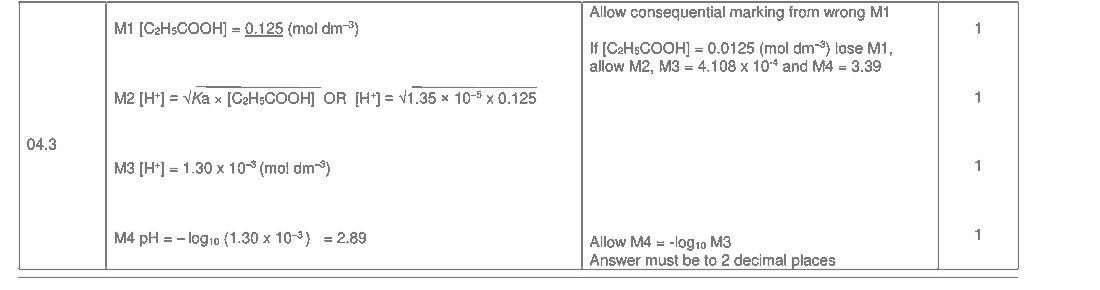 M1 [C₂H₅COOH] = 0.125 (mol dm⁻³)
Allow consequential marking from wrong M1
1
If [C₂H₅COOH] = 0.0125 (mol dm⁻³) lose M1,
allow M2, M3 = 4.108 x 10⁻⁴ and M4 = 3.39
M2 [H⁺] = √Ka × [C₂H₅COOH] OR [H⁺] = √1.35 × 10⁻⁵ x 0.125
1
04.3
M3 [H⁺] = 1.30 x 10⁻³ (mol dm⁻³)
1
M4 pH = – log₁₀ (1.30 x 10⁻³) = 2.89
1
Allow M4 = -log₁₀ M3
Answer must be to 2 decimal places